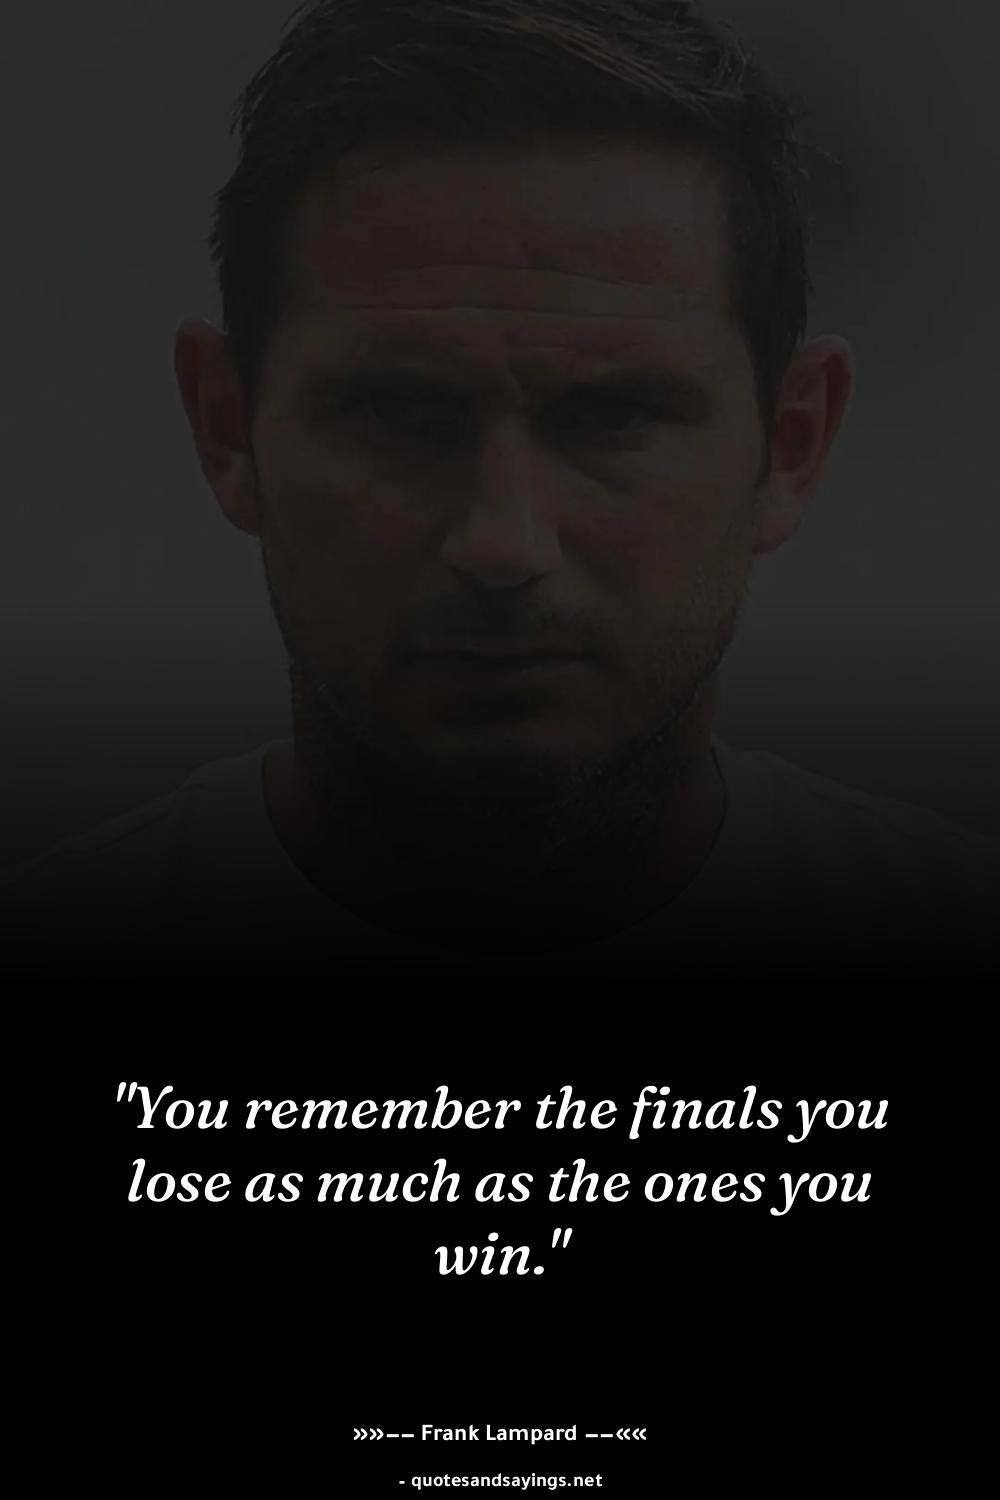 "You remember the finals you
lose as much as the ones you
win."
»»−− Frank Lampard −−««
- quotesandsayings.net